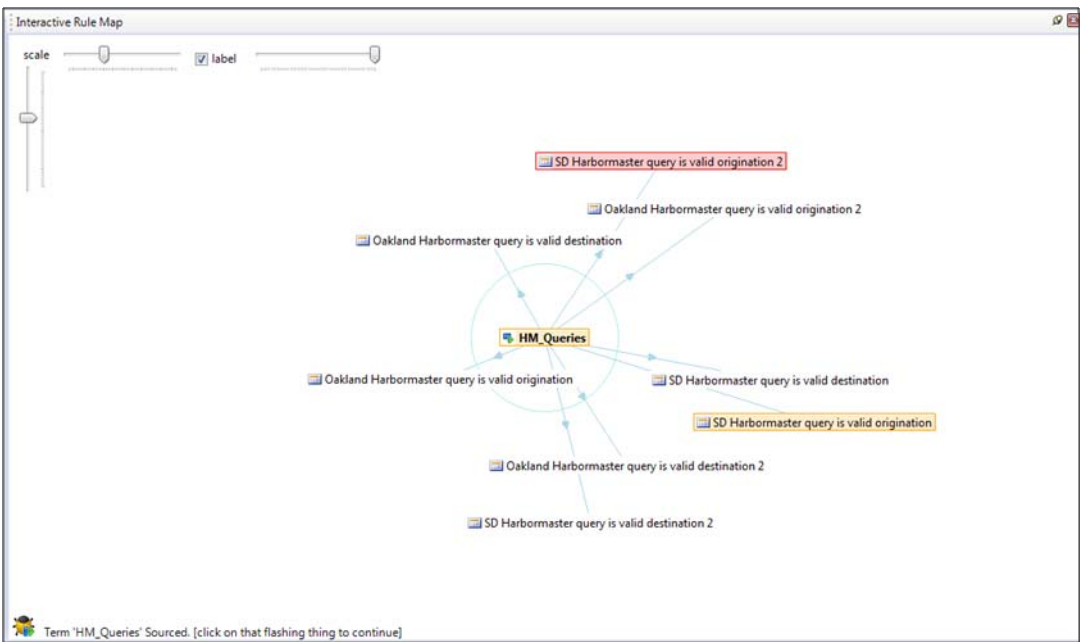 Interactive Rule Map
scale
label
SD Harbormaster query is valid origination 2
Oakland Harbormaster query is valid origination 2
Oakland Harbormaster query is valid destination
HM_Queries
Oakland Harbormaster query is valid origination
SD Harbormaster query is valid destination
SD Harbormaster query is valid origination
Oakland Harbormaster query is valid destination 2
SD Harbormaster query is valid destination 2
Term 'HM_Queries' Sourced. [click on that flashing thing to continue]